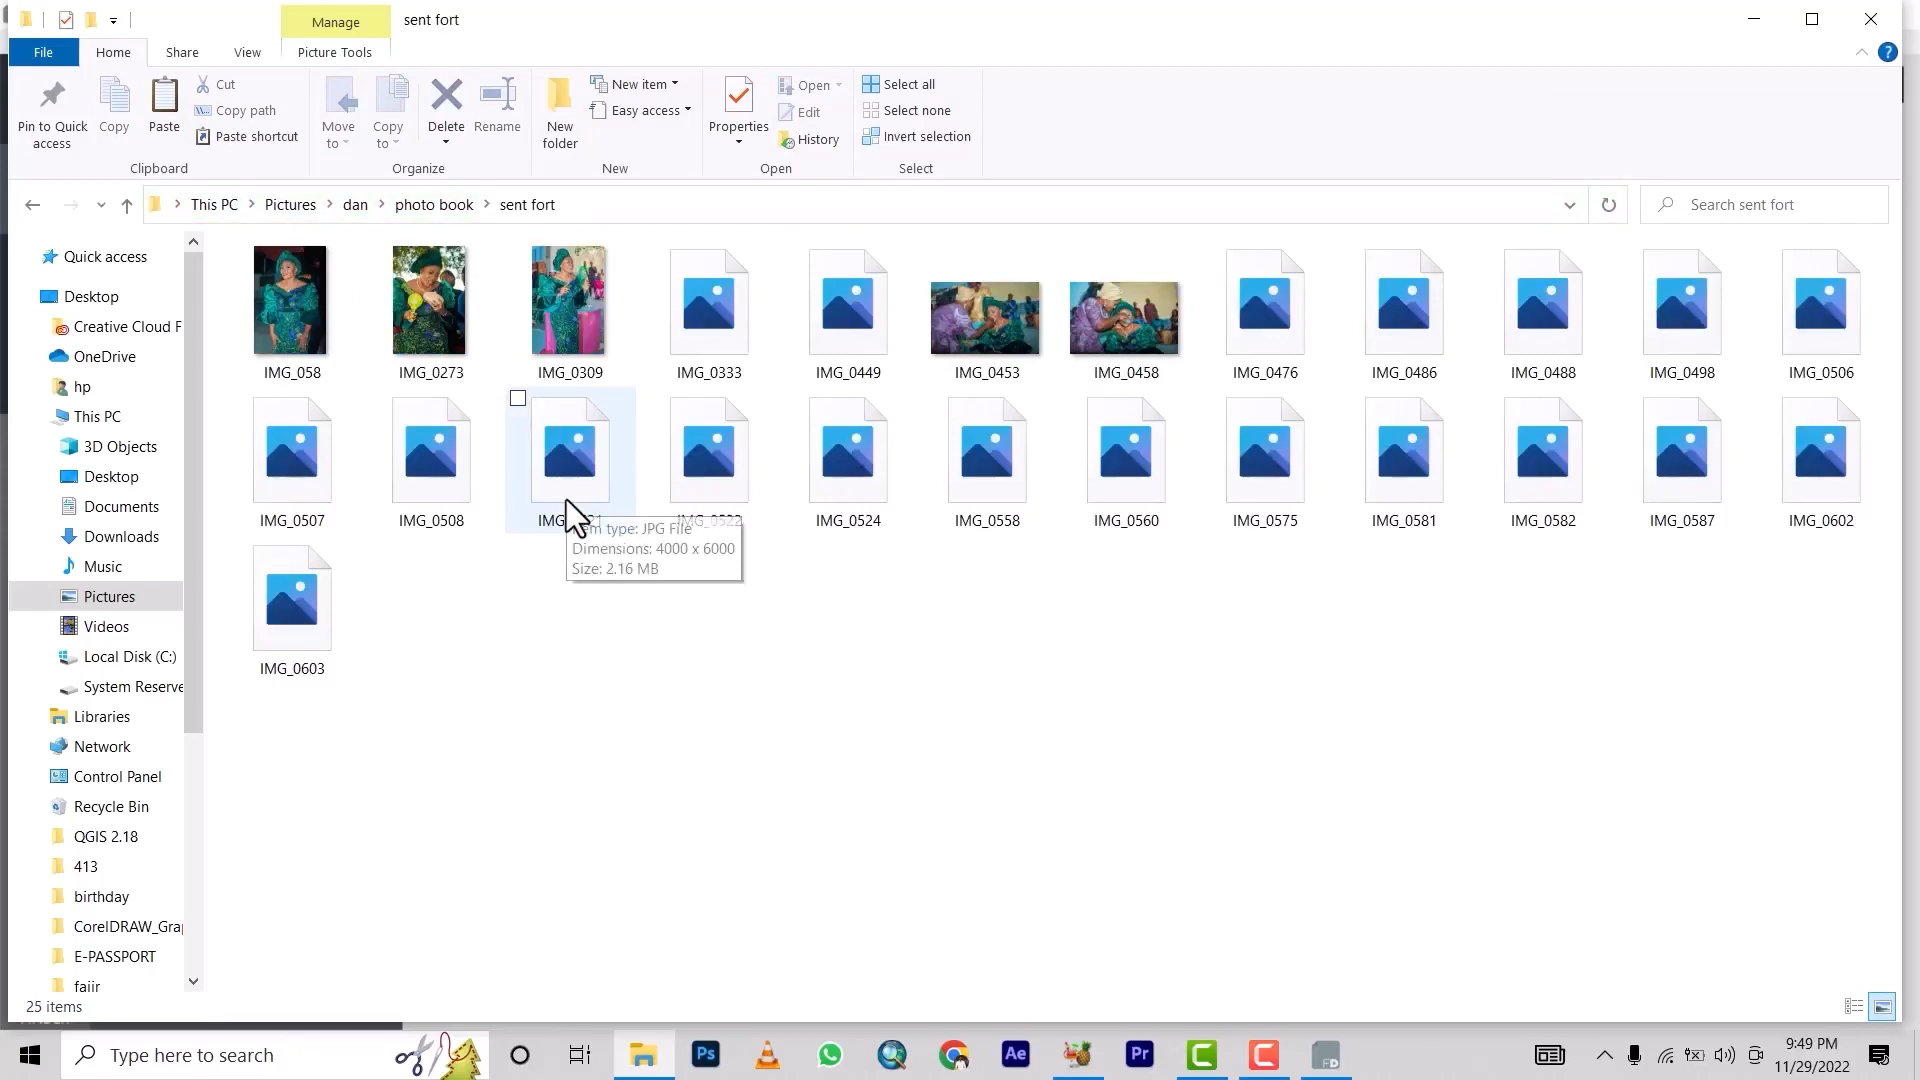 Manage
sent fort
File
Home
Share
View
Picture Tools
Pin to Quick access
Copy
Paste
Cut
Copy path
Paste shortcut
Clipboard
Move to
Copy to
Delete
Rename
Organize
New folder
New item
Easy access
New
Properties
Open
Edit
History
Open
Select all
Select none
Invert selection
Select
This PC > Pictures > dan > photo book > sent fort
Search sent fort
Quick access
Desktop
Creative Cloud F
OneDrive
hp
This PC
3D Objects
Desktop
Documents
Downloads
Music
Pictures
Videos
Local Disk (C:)
System Reserve
Libraries
Network
Control Panel
Recycle Bin
QGIS 2.18
413
birthday
CorelDRAW_Gra
E-PASSPORT
faiir
IMG_058 IMG_0273 IMG_0309 IMG_0333 IMG_0449 IMG_0453 IMG_0458 IMG_0476 IMG_0486 IMG_0488 IMG_0498 IMG_0506
IMG_0507 IMG_0508 IMG_0522 IMG_0524 IMG_0558 IMG_0560 IMG_0575 IMG_0581 IMG_0582 IMG_0587 IMG_0602
type: JPG File
Dimensions: 4000 x 6000
Size: 2.16 MB
IMG_0603
25 items
Type here to search
Ps
Ae
Pr
FD
9:49 PM
11/29/2022